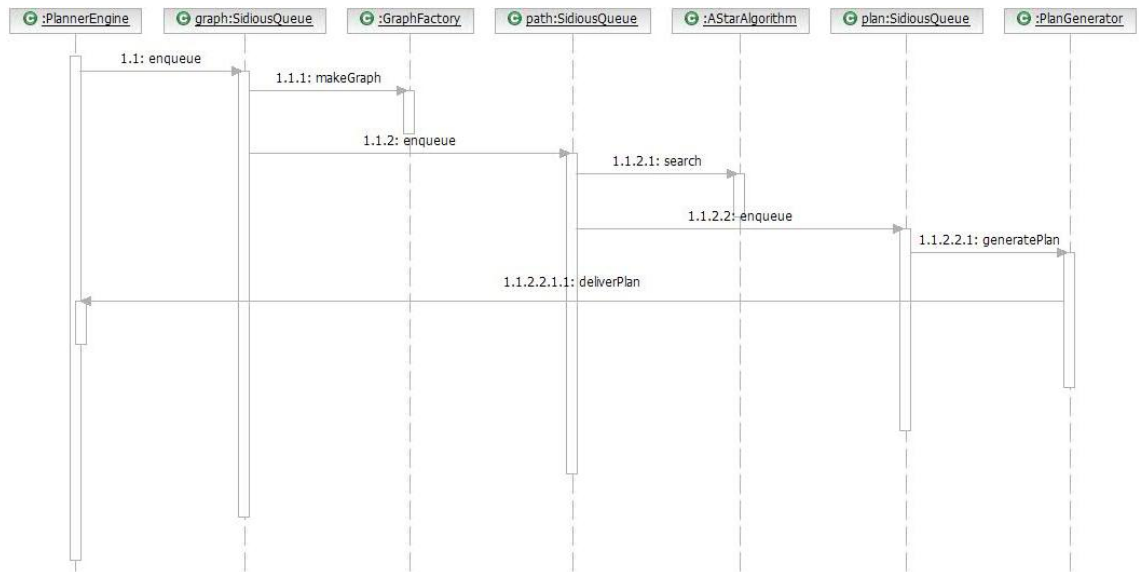 :PlannerEngine
graph:SidiousQueue
:GraphFactory
path:SidiousQueue
:AStarAlgorithm
plan:SidiousQueue
:PlanGenerator
1.1: enqueue
1.1.1: makeGraph
1.1.2: enqueue
1.1.2.1: search
1.1.2.2: enqueue
1.1.2.2.1: generatePlan
1.1.2.2.1.1: deliverPlan